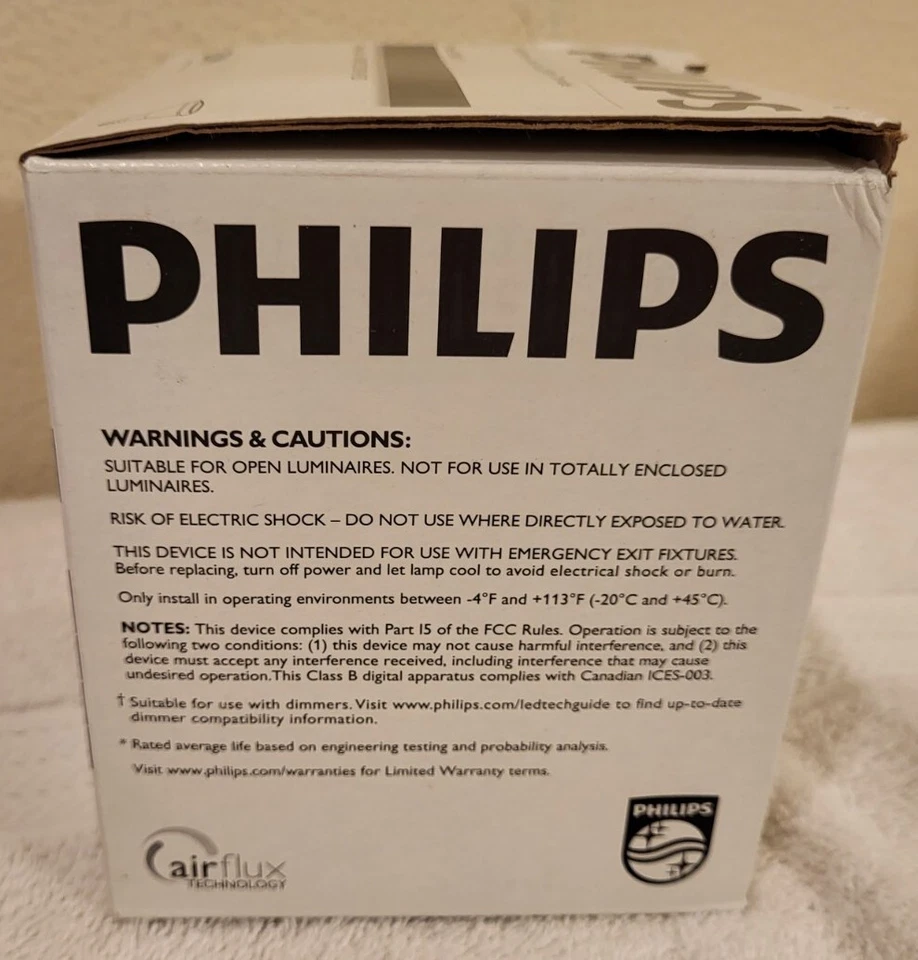 PHILIPS
PHILIPS
WARNINGS & CAUTIONS:
SUITABLE FOR OPEN LUMINAIRES. NOT FOR USE IN TOTALLY ENCLOSED
LUMINAIRES.
RISK OF ELECTRIC SHOCK – DO NOT USE WHERE DIRECTLY EXPOSED TO WATER.
THIS DEVICE IS NOT INTENDED FOR USE WITH EMERGENCY EXIT FIXTURES.
Before replacing, turn off power and let lamp cool to avoid electrical shock or burn.
Only install in operating environments between -4°F and +113°F (-20°C and +45°C).
NOTES: This device complies with Part 15 of the FCC Rules. Operation is subject to the
following two conditions: (1) this device may not cause harmful interference, and (2) this
device must accept any interference received, including interference that may cause
undesired operation. This Class B digital apparatus complies with Canadian ICES-003.
† Suitable for use with dimmers. Visit www.philips.com/ledtechguide to find up-to-date
dimmer compatibility information.
* Rated average life based on engineering testing and probability analysis.
Visit www.philips.com/warranties for Limited Warranty terms.
airflux
TECHNOLOGY
PHILIPS